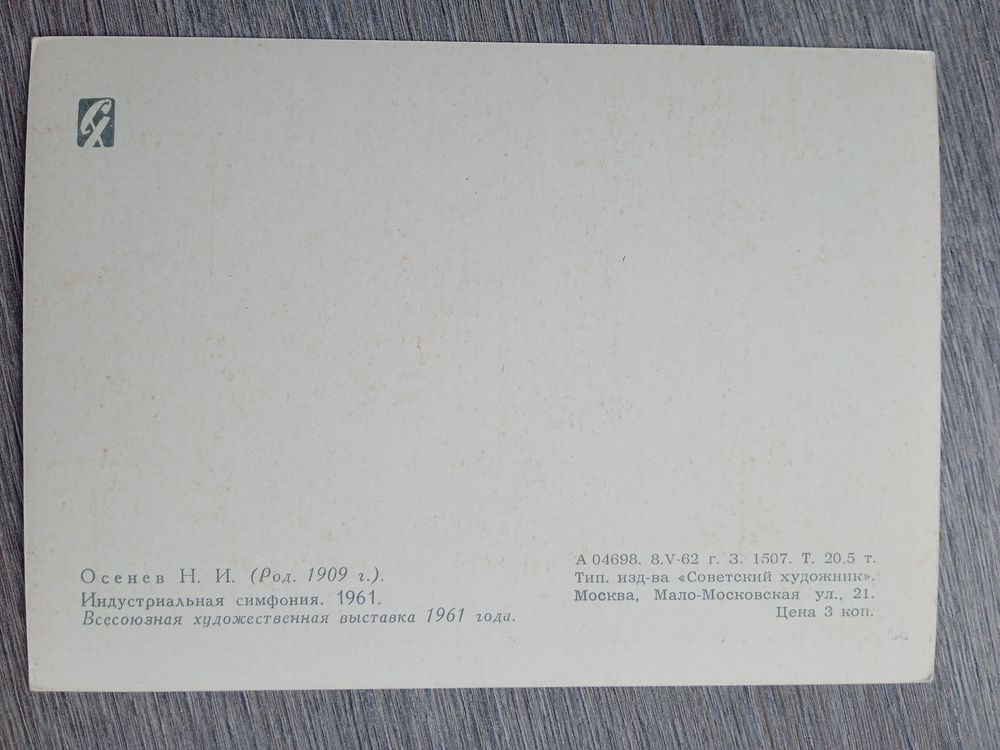 СХ
Осенев Н. И. (Род. 1909 г.).
Индустриальная симфония. 1961.
Всесоюзная художественная выставка 1961 года.
А 04698. 8.V-62 г. З. 1507. Т. 20,5 т.
Тип. изд-ва «Советский художник».
Москва, Мало-Московская ул., 21.
Цена 3 коп.